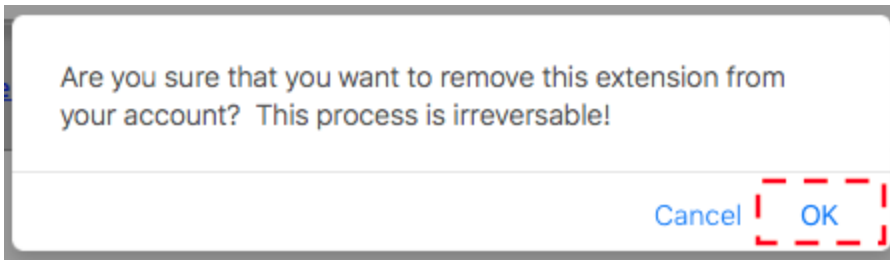 Are you sure that you want to remove this extension from
your account?  This process is irreversable!
Cancel
OK